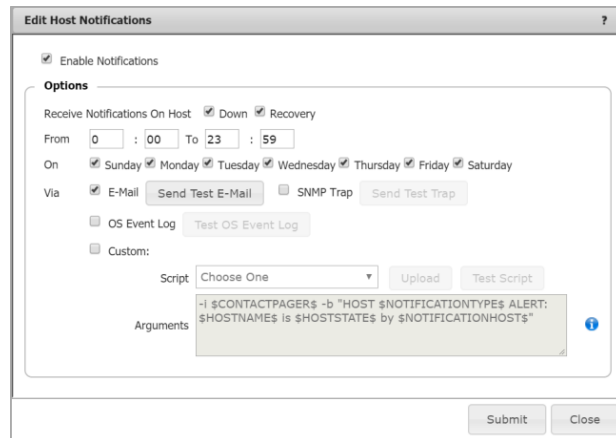 Edit Host Notifications ?
Enable Notifications
Options
Receive Notifications On Host Down Recovery
From 0 : 00 To 23 : 59
On Sunday Monday Tuesday Wednesday Thursday Friday Saturday
Via E-Mail Send Test E-Mail SNMP Trap Send Test Trap
OS Event Log Test OS Event Log
Custom:
Script Choose One Upload Test Script
-i $CONTACTPAGER$ -b "HOST $NOTIFICATIONTYPE$ ALERT:
$HOSTNAME$ is $HOSTSTATE$ by $NOTIFICATIONHOST$"
Arguments
Submit Close